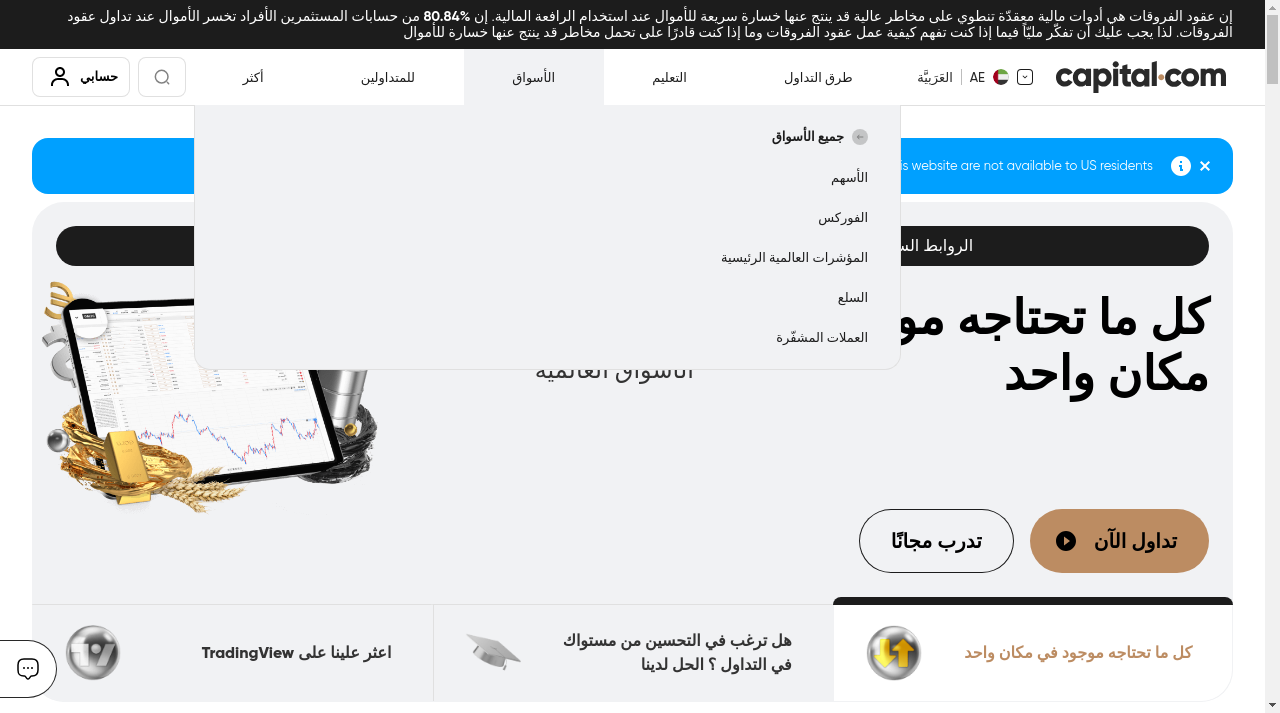 إن عقود الفروقات هي أدوات مالية معقدّة تنطوي على مخاطر عالية قد ينتج عنها خسارة سريعة للأموال عند استخدام الرافعة المالية. إن 80.84% من حسابات المستثمرين الأفراد تخسر الأموال عند تداول عقود
الفروقات. لذا يجب عليك أن تفكّر مليّاً فيما إذا كنت تفهم كيفية عمل عقود الفروقات وما إذا كنت قادرًا على تحمل مخاطر قد ينتج عنها خسارة للأموال
capital.com
AE
العَرَبِيَّة
طرق التداول
التعليم
الأسواق
للمتداولين
أكثر
حسابي
جميع الأسواق
الأسهم
الفوركس
المؤشرات العالمية الرئيسية
السلع
العملات المشفّرة
website are not available to US residents
الروابط
كل ما تحتاجه
مكان واحد
الأسواق العالمية
تداول الآن
تدرب مجانًا
كل ما تحتاجه موجود في مكان واحد
هل ترغب في التحسين من مستواك
في التداول ؟ الحل لدينا
اعثر علينا على TradingView